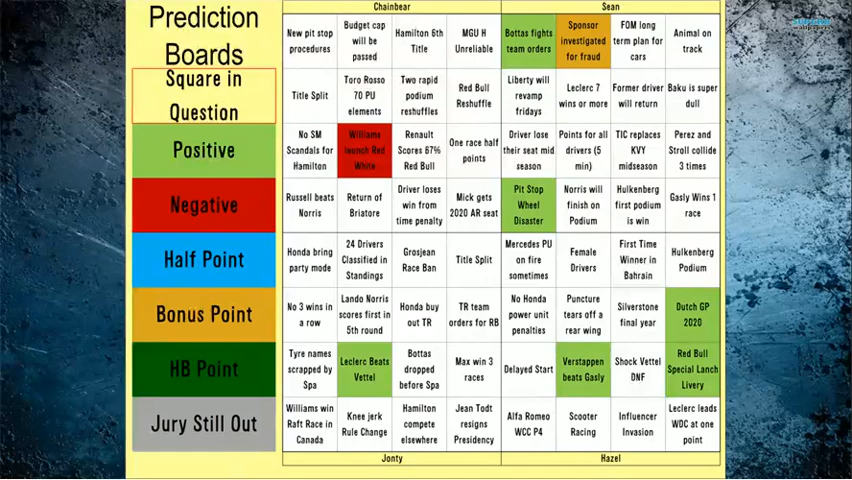 Prediction
Boards
Square in
Question
Positive
Negative
Half Point
Bonus Point
HB Point
Jury Still Out
Chainbear
Sean
New pit stop
procedures
Budget cap
will be
passed
Hamilton 6th
Title
MGU H
Unreliable
Bottas fights
team orders
Sponsor
investigated
for fraud
FOM long
term plan for
cars
Animal on
track
Title Split
Toro Rosso
70 PU
elements
Two rapid
podium
reshuffles
Red Bull
Reshuffle
Liberty will
revamp
fridays
Leclerc 7
wins or more
Former driver
will return
Baku is super
dull
No SM
Scandals for
Hamilton
Williams
launch Red
White
Renault
Scores 67%
Red Bull
One race half
points
Driver lose
their seat mid
season
Points for all
drivers (5
min)
TIC replaces
KVY
midseason
Perez and
Stroll collide
3 times
Russell beats
Norris
Return of
Briatore
Driver loses
win from
time penalty
Mick gets
2020 AR seat
Pit Stop
Wheel
Disaster
Norris will
finish on
Podium
Hulkenberg
first podium
is win
Gasly Wins 1
race
Honda bring
party mode
24 Drivers
Classified in
Standings
Grosjean
Race Ban
Title Split
Mercedes PU
on fire
sometimes
Female
Drivers
First Time
Winner in
Bahrain
Hulkenberg
Podium
No 3 wins in
a row
Lando Norris
scores first in
5th round
Honda buy
out TR
TR team
orders for RB
No Honda
power unit
penalties
Puncture
tears off a
rear wing
Silverstone
final year
Dutch GP
2020
Tyre names
scrapped by
Spa
Leclerc Beats
Vettel
Bottas
dropped
before Spa
Max win 3
races
Delayed Start
Verstappen
beats Gasly
Shock Vettel
DNF
Red Bull
Special Lanch
Livery
Williams win
Raft Race in
Canada
Knee jerk
Rule Change
Hamilton
compete
elsewhere
Jean Todt
resigns
Presidency
Alfa Romeo
WCC P4
Scooter
Racing
Influencer
Invasion
Leclerc leads
WDC at one
point
Jonty
Hazel